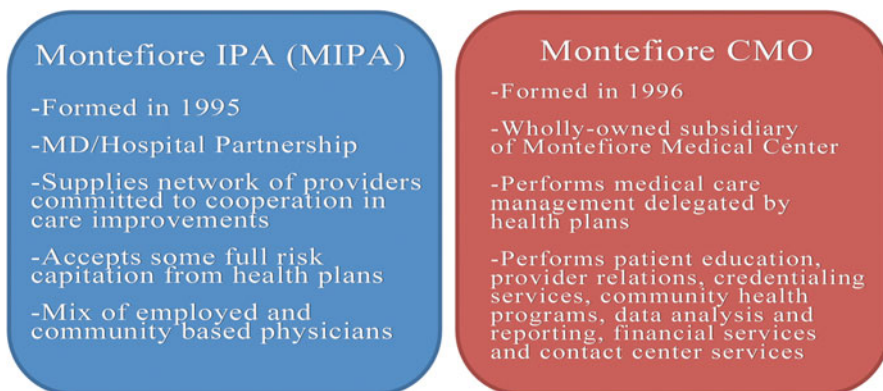 Montefiore IPA (MIPA)
-Formed in 1995
-MD/Hospital Partnership
-Supplies network of providers
committed to cooperation in
care improvements
-Accepts some full risk
capitation from health plans
-Mix of employed and
community based physicians
Montefiore CMO
-Formed in 1996
-Wholly-owned subsidiary
of Montefiore Medical Center
-Performs medical care
management delegated by
health plans
-Performs patient education,
provider relations, credentialing
services, community health
programs, data analysis and
reporting, financial services
and contact center services